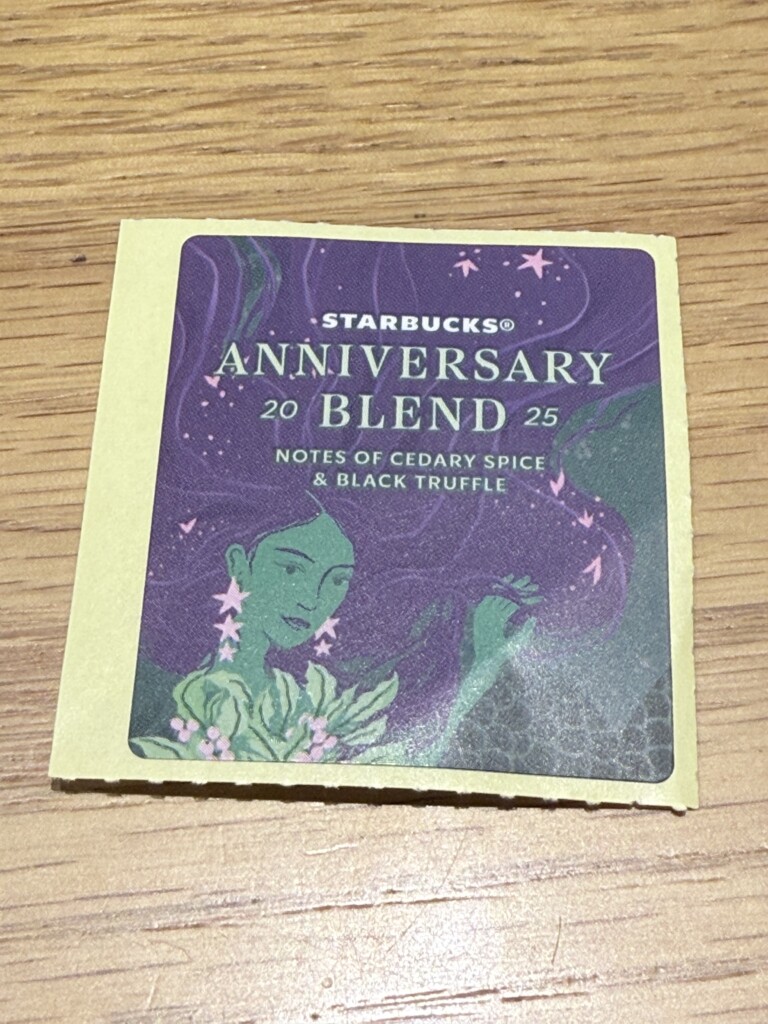 STARBUCKS®
ANNIVERSARY
20 BLEND 25
NOTES OF CEDARY SPICE
& BLACK TRUFFLE